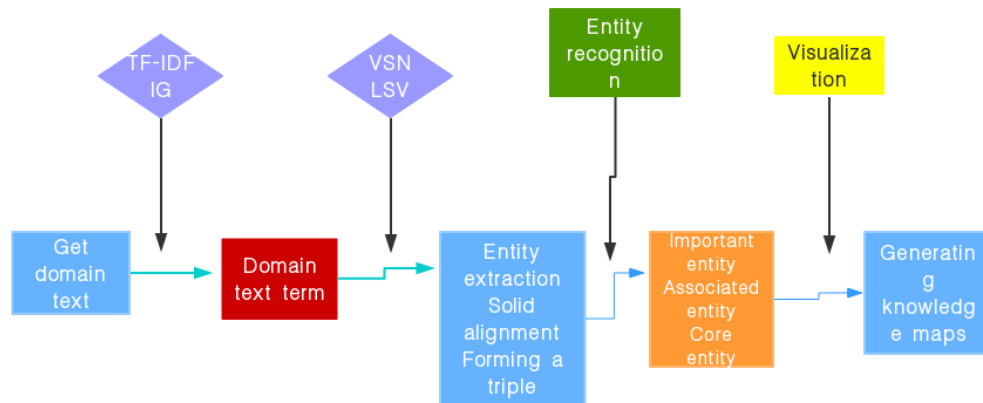 TF-IDF
IG
VSN
LSV
Entity
recognitio
n
Visualiza
tion
Get
domain
text
Domain
text term
Entity
extraction
Solid
alignment
Forming a
triple
Important
entity
Associated
entity
Core
entity
Generatin
g
knowledg
e maps